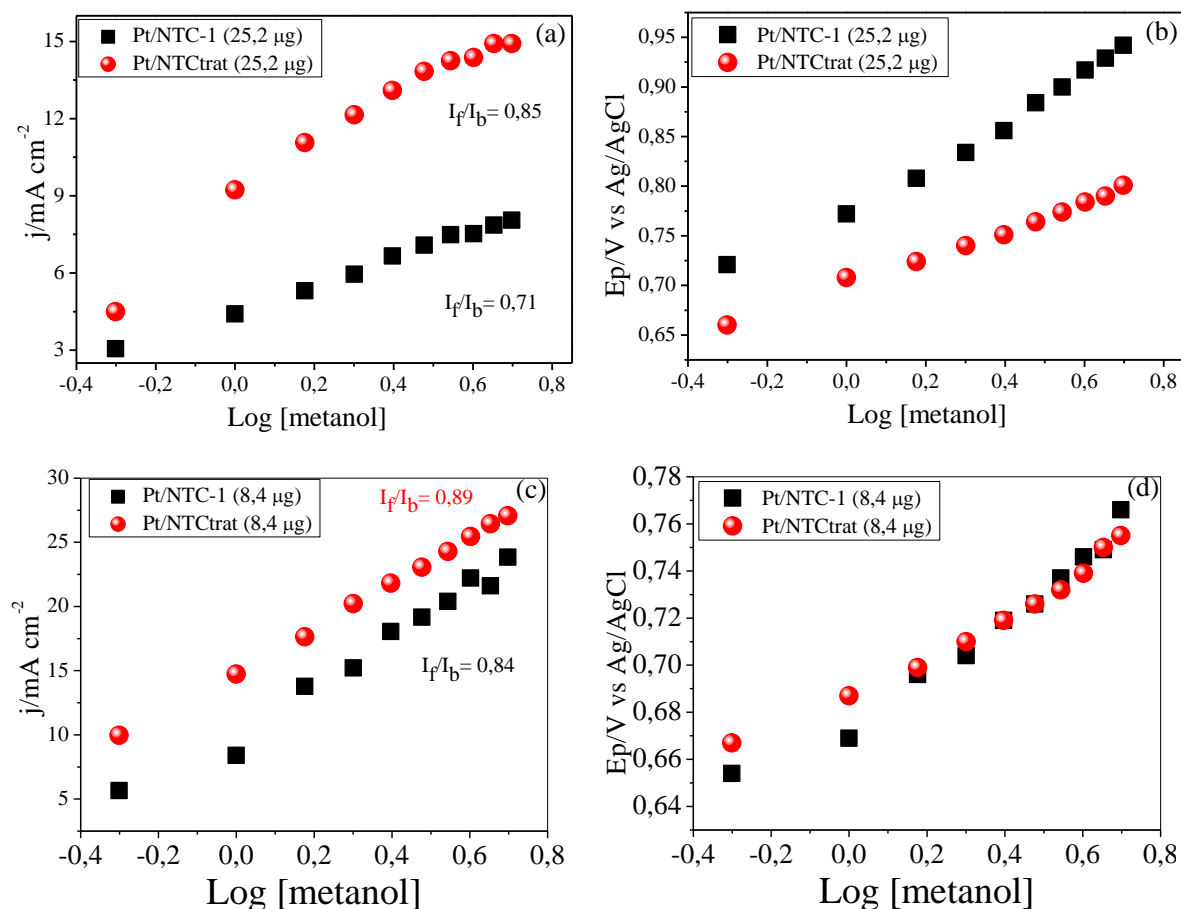 (a)
Pt/NTC-1 (25,2 µg)
Pt/NTCtrat (25,2 µg)
I_f/I_b= 0,85
I_f/I_b= 0,71
j/mA cm⁻²
15
12
9
6
3
-0,4 -0,2 0,0 0,2 0,4 0,6 0,8
Log [metanol]
(b)
Pt/NTC-1 (25,2 µg)
Pt/NTCtrat (25,2 µg)
Ep/V vs Ag/AgCl
0,95
0,90
0,85
0,80
0,75
0,70
0,65
-0,4 -0,2 0,0 0,2 0,4 0,6 0,8
Log [metanol]
(c)
Pt/NTC-1 (8,4 µg)
Pt/NTCtrat (8,4 µg)
I_f/I_b= 0,89
I_f/I_b= 0,84
j/mA cm⁻²
30
25
20
15
10
5
-0,4 -0,2 0,0 0,2 0,4 0,6 0,8
Log [metanol]
(d)
Pt/NTC-1 (8,4 µg)
Pt/NTCtrat (8,4 µg)
Ep/V vs Ag/AgCl
0,78
0,76
0,74
0,72
0,70
0,68
0,66
0,64
-0,4 -0,2 0,0 0,2 0,4 0,6 0,8
Log [metanol]